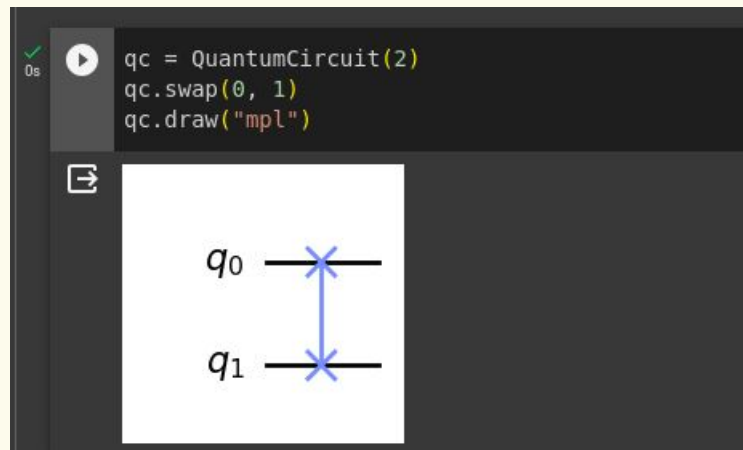 qc = QuantumCircuit(2)
0s
qc.swap(0, 1)
qc.draw("mpl")
q₀
q₁